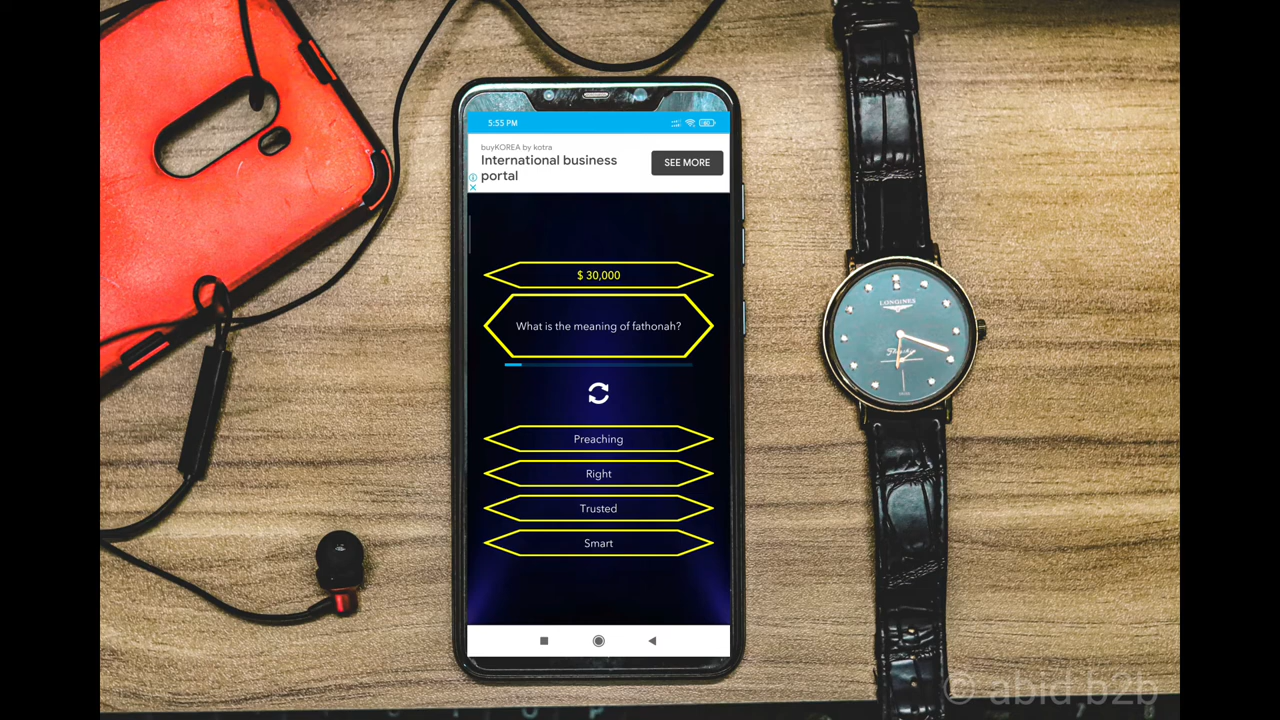 5:55 PM
buyKOREA by kotra
International business
portal
SEE MORE
$ 30,000
What is the meaning of fathonah?
Preaching
Right
Trusted
Smart
LONGINES
© abid.b2b